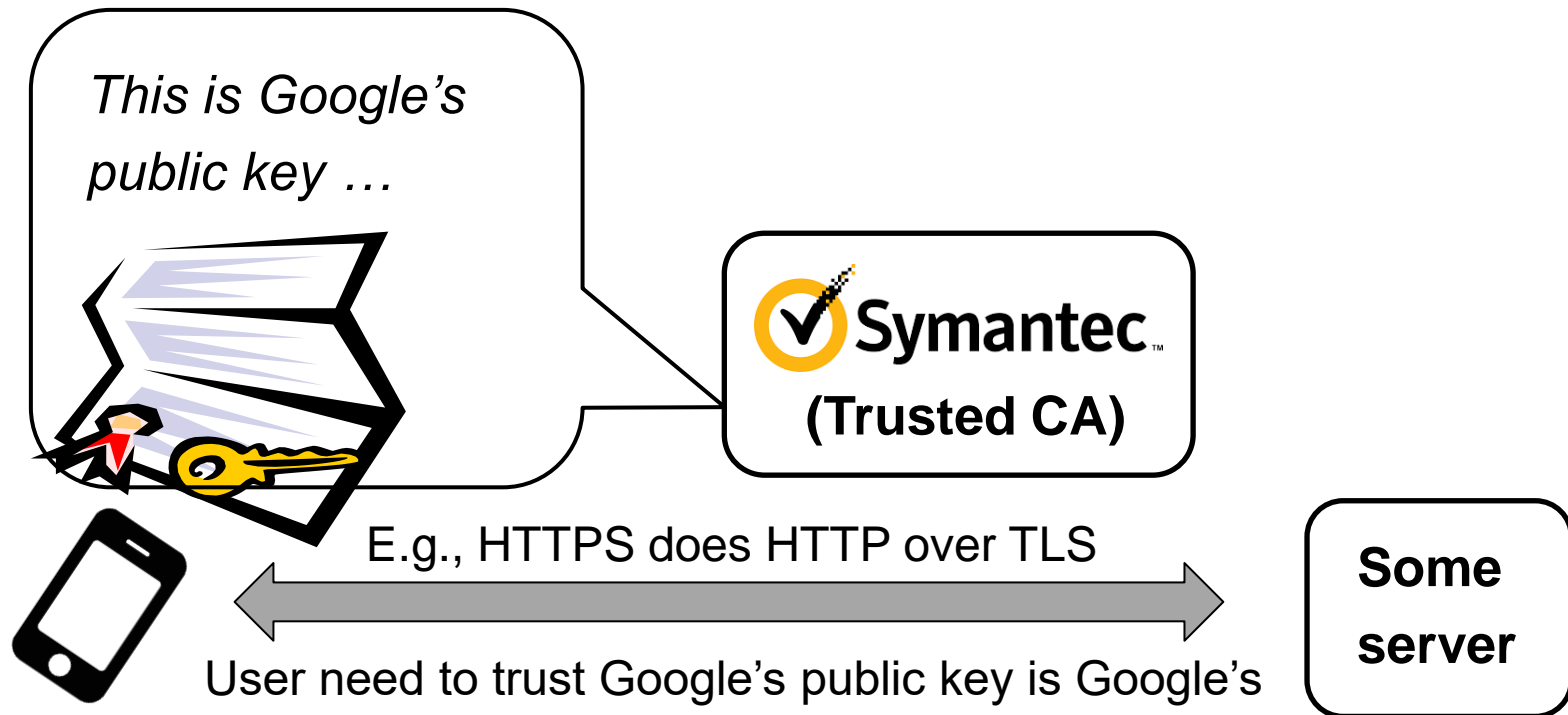 This is Google’s
public key …
Symantec™
(Trusted CA)
E.g., HTTPS does HTTP over TLS
User need to trust Google’s public key is Google’s
Some
server